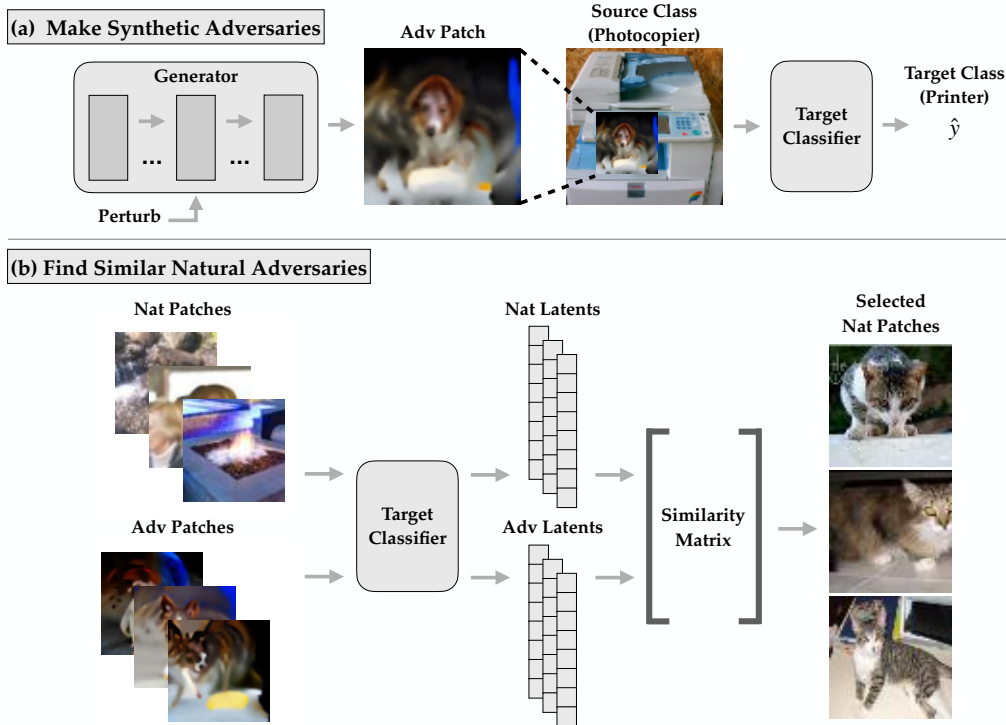 (a) Make Synthetic Adversaries
Generator
...
...
Perturb
Adv Patch
Source Class
(Photocopier)
Target
Classifier
Target Class
(Printer)
ŷ
(b) Find Similar Natural Adversaries
Nat Patches
Adv Patches
Target
Classifier
Nat Latents
Adv Latents
Similarity
Matrix
Selected
Nat Patches